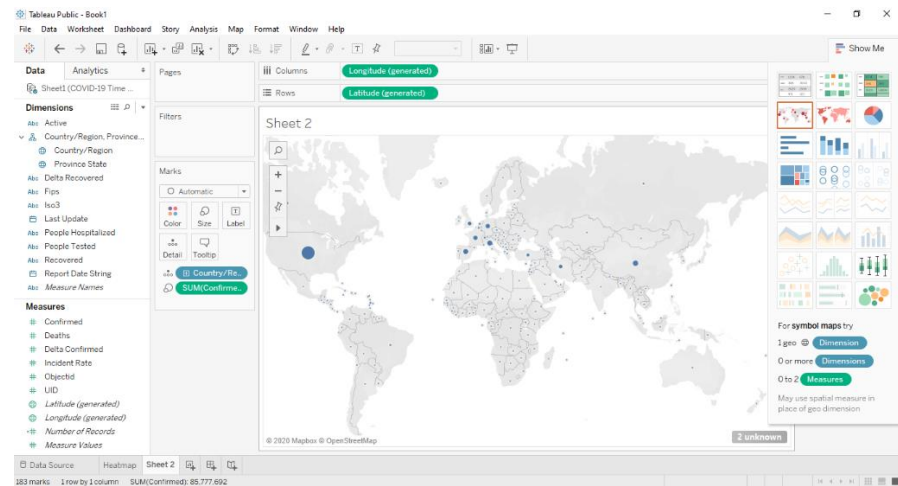 Tableau Public - Book1
File Data Worksheet Dashboard Story Analysis Map Format Window Help
Show Me
Data Analytics
Sheet1 (COVID-19 Time ...
Dimensions
Abc Active
Country/Region, Province...
Country/Region
Province State
Abc Delta Recovered
Abc Fips
Abc Iso3
Last Update
Abc People Hospitalized
Abc People Tested
Abc Recovered
Report Date String
Abc Measure Names
Measures
# Confirmed
# Deaths
# Delta Confirmed
# Incident Rate
# Objectid
# UID
Latitude (generated)
Longitude (generated)
=# Number of Records
# Measure Values
Pages
Filters
Marks
Automatic
Color Size Label
Detail Tooltip
Country/Re..
SUM(Confirme..
Columns Longitude (generated)
Rows Latitude (generated)
Sheet 2
© 2020 Mapbox © OpenStreetMap
2 unknown
For symbol maps try
1 geo Dimension
0 or more Dimensions
0 to 2 Measures
May use spatial measure in
place of geo dimension
Data Source Heatmap Sheet 2
183 marks 1 row by 1 column SUM(Confirmed): 85.777.692